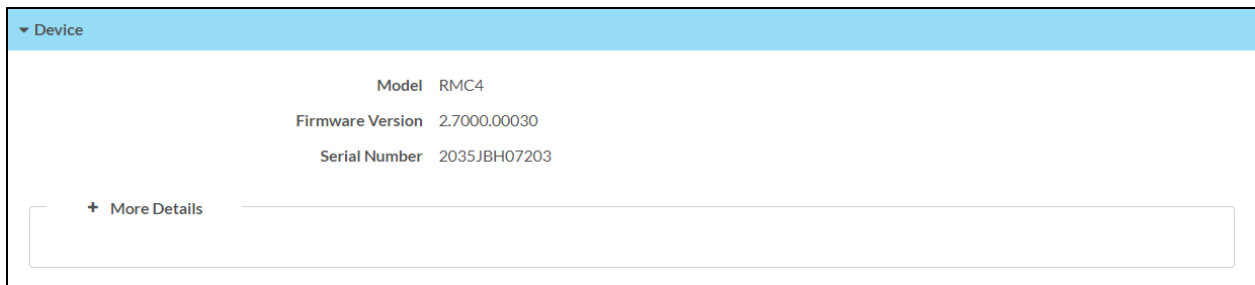 Device
Model RMC4
Firmware Version 2.7000.00030
Serial Number 2035JBH07203
+ More Details